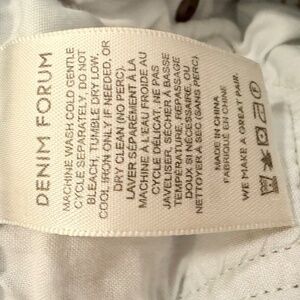 DENIM FORUM
MACHINE WASH COLD GENTLE
CYCLE SEPARATELY. DO NOT
BLEACH, TUMBLE DRY LOW.
COOL IRON ONLY IF NEEDED, OR
DRY CLEAN (NO PERC).
LAVER SÉPARÉMENT À LA
MACHINE À L'EAU FROIDE AU
CYCLE DÉLICAT. NE PAS
JAVELISER. SÉCHER À BASSE
TEMPÉRATURE. REPASSAGE
DOUX SI NÉCESSAIRE, OU
NETTOYER À SEC (SANS PERC).
MADE IN CHINA
FABRIQUÉ EN CHINE
WE MAKE A GREAT PAIR.